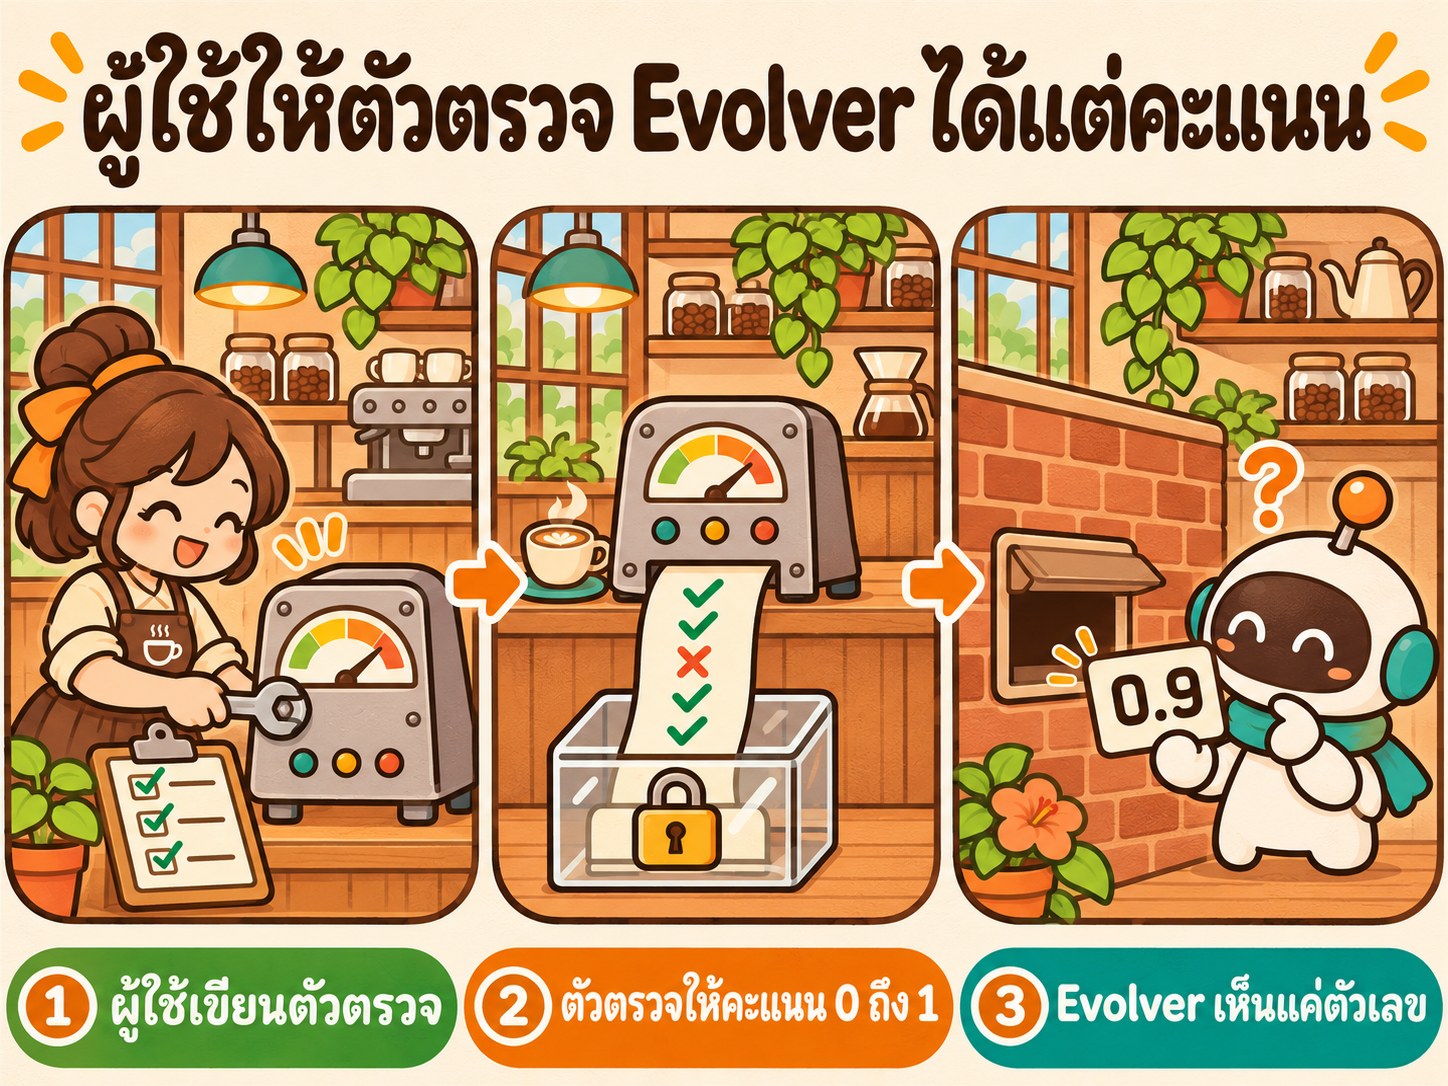 ผู้ใช้ให้ตัวตรวจ Evolver ได้แต่คะแนน
0.9
1 ผู้ใช้เขียนตัวตรวจ
2 ตัวตรวจให้คะแนน 0 ถึง 1
3 Evolver เห็นแค่ตัวเลข